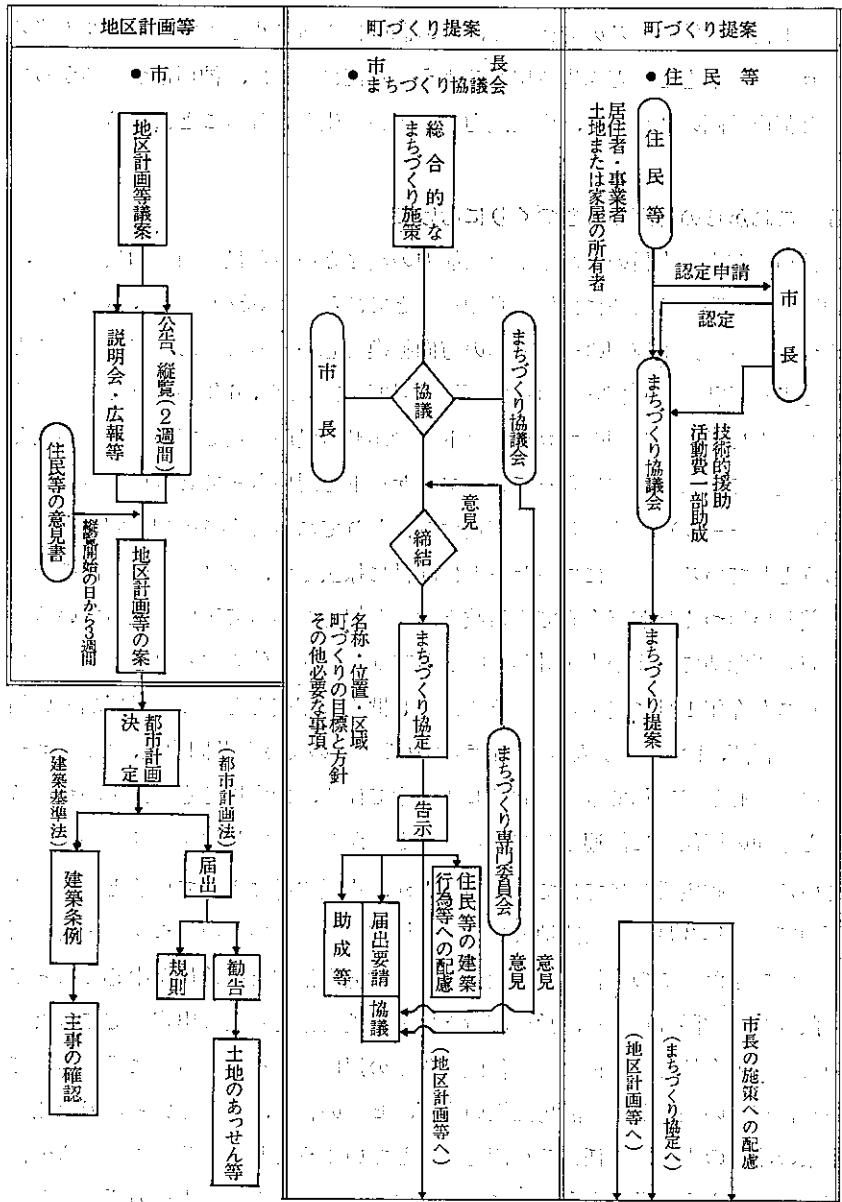 町づくり提案
● 住民等
住民等
居住者・事業者
土地または家屋の所有者
認定申請
市長
認定
まちづくり協議会
技術的援助
活動費一部助成
まちづくり提案
市長の施策への配慮
(まちづくり協定へ)
(地区計画等へ)
町づくり提案
● 市長
まちづくり協議会
総合的な
まちづくり施策
まちづくり協議会
協議
市長
意見
締結
まちづくり協定
名称・位置・区域
町づくりの目標と方針
その他必要な事項
まちづくり専門委員会
告示
住民等の建築
行為等への配慮
届出要請
助成等
協議
意見
意見
(地区計画等へ)
地区計画等
● 市
地区計画等議案
公告、縦覧(2週間)
説明会・広報等
住民等の意見書
縦覧開始の日から3週間
地区計画等の案
都市計画
決定
(都市計画法)
(建築基準法)
届出
建築条例
勧告
規則
主事の確認
土地のあっせん等